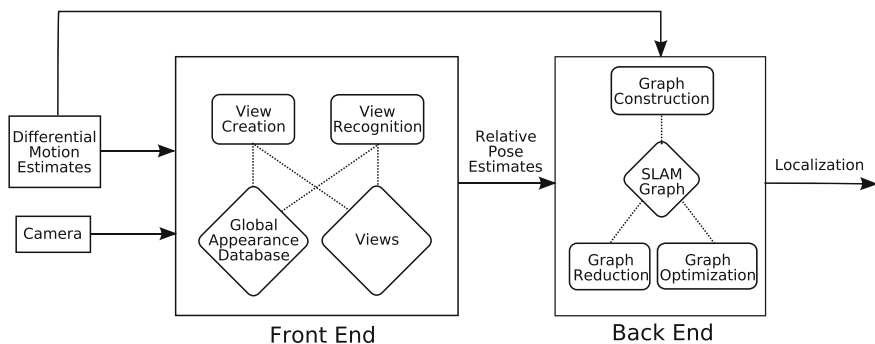 Differential
Motion
Estimates
Camera
View
Creation
View
Recognition
Global
Appearance
Database
Views
Front End
Relative
Pose
Estimates
Graph
Construction
SLAM
Graph
Graph
Reduction
Graph
Optimization
Back End
Localization